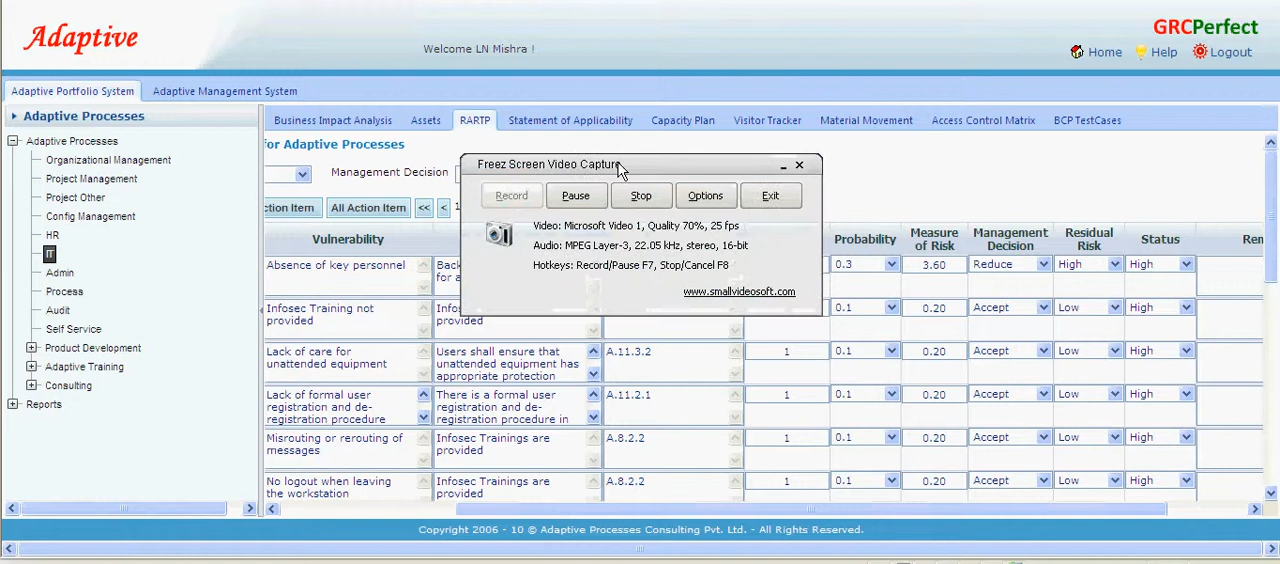 Adaptive
Welcome LN Mishra !
GRCPerfect
Home Help Logout
Adaptive Portfolio System Adaptive Management System
Adaptive Processes
Adaptive Processes
Organizational Management
Project Management
Project Other
Config Management
HR
IT
Admin
Process
Audit
Self Service
Product Development
Adaptive Training
Consulting
Reports
Business Impact Analysis Assets RARTP Statement of Applicability Capacity Plan Visitor Tracker Material Movement Access Control Matrix BCP TestCases
for Adaptive Processes
Management Decision
ction Item All Action Item << < 1
Freez Screen Video Capture
Record Pause Stop Options Exit
Video: Microsoft Video 1, Quality 70%, 25 fps
Audio: MPEG Layer-3, 22.05 kHz, stereo, 16-bit
Hotkeys: Record/Pause F7, Stop/Cancel F8
www.smallvideosoft.com
Vulnerability Probability Measure of Risk Management Decision Residual Risk Status Rem
Absence of key personnel Back for a 0.3 3.60 Reduce High High
Infosec Training not provided Infos provided 0.1 0.20 Accept Low High
Lack of care for unattended equipment Users shall ensure that unattended equipment has appropriate protection A.11.3.2 1 0.1 0.20 Accept Low High
Lack of formal user registration and de-registration procedure There is a formal user registration and de-registration procedure in A.11.2.1 1 0.1 0.20 Accept Low High
Misrouting or rerouting of messages Infosec Trainings are provided A.8.2.2 1 0.1 0.20 Accept Low High
No logout when leaving the workstation Infosec Trainings are provided A.8.2.2 1 0.1 0.20 Accept Low High
Copyright 2006 - 10 © Adaptive Processes Consulting Pvt. Ltd. - All Rights Reserved.